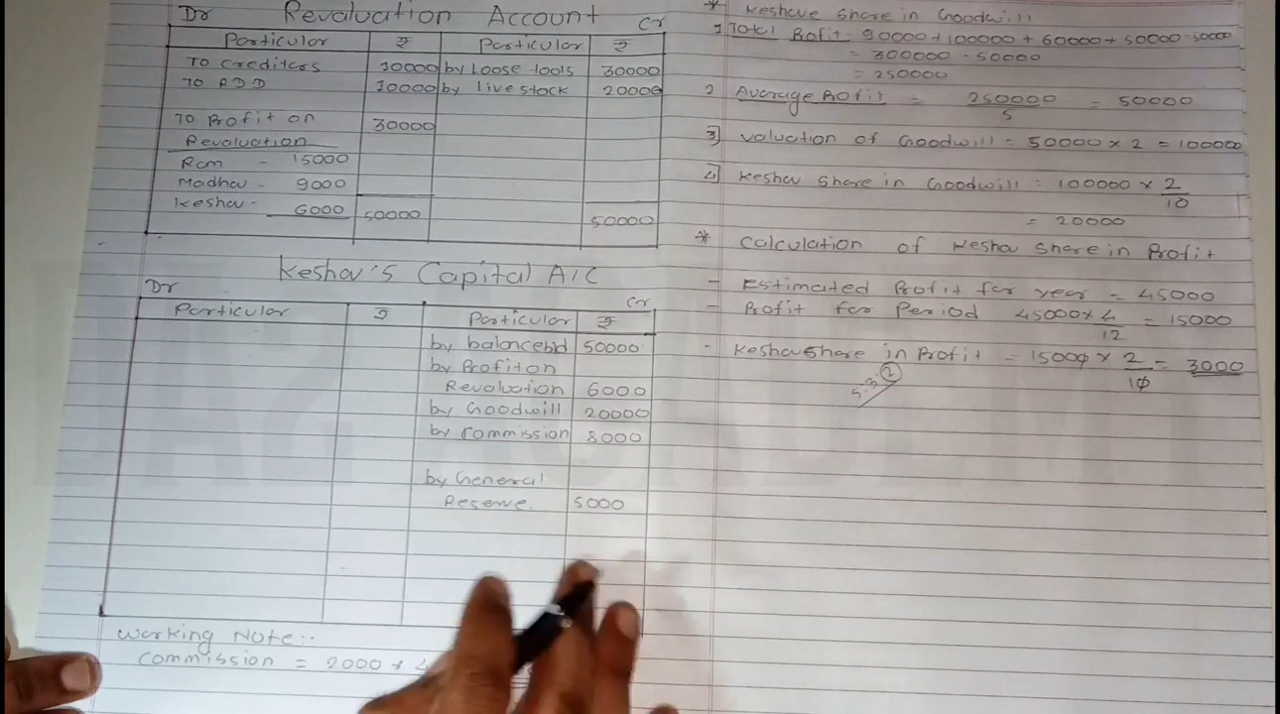 Dr Revaluation Account Cr
Particular ₹ Particular ₹
To Creditors 10000 by Loose tools 30000
To RDD 10000 by live stock 20000
To Profit on 30000
Revaluation
Ram - 15000
Madhav - 9000
Keshav - 6000 50000 50000
Keshav's Capital A/C
Dr Cr
Particular ₹ Particular ₹
by balance b/d 50000
by Profit on
Revaluation 6000
by Goodwill 20000
by commission 8000
by General
Reserve 5000
Working Note:-
Commission = 2000 × 4
* Keshave share in Goodwill
1 Total Profit = 90000 + 100000 + 60000 + 50000 - 50000
= 300000 - 50000
= 250000
2 Average Profit = 250000 / 5 = 50000
3] Valuation of Goodwill = 50000 × 2 = 100000
4] Keshav Share in Goodwill = 100000 × 2 / 10
= 20000
* Calculation of Keshav Share in Profit
- Estimated Profit for year = 45000
- Profit for Period 45000 × 4 / 12 = 15000
- Keshav share in Profit = 15000 × 2 / 10 = 3000
5:3:2